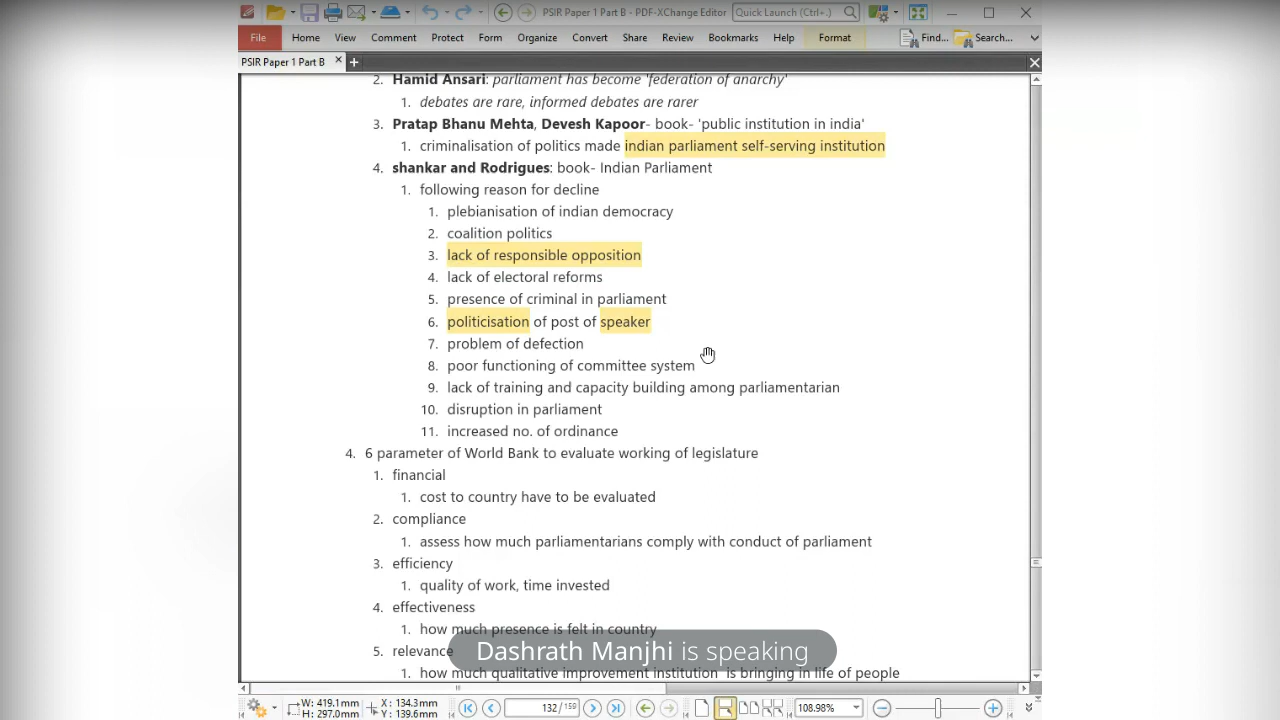 PSIR Paper 1 Part B - PDF-XChange Editor
Quick Launch (Ctrl+.)
File Home View Comment Protect Form Organize Convert Share Review Bookmarks Help Format Find... Search...
PSIR Paper 1 Part B
2. Hamid Ansari: parliament has become 'federation of anarchy'
1. debates are rare, informed debates are rarer
3. Pratap Bhanu Mehta, Devesh Kapoor- book- 'public institution in india'
1. criminalisation of politics made indian parliament self-serving institution
4. shankar and Rodrigues: book- Indian Parliament
1. following reason for decline
1. plebianisation of indian democracy
2. coalition politics
3. lack of responsible opposition
4. lack of electoral reforms
5. presence of criminal in parliament
6. politicisation of post of speaker
7. problem of defection
8. poor functioning of committee system
9. lack of training and capacity building among parliamentarian
10. disruption in parliament
11. increased no. of ordinance
4. 6 parameter of World Bank to evaluate working of legislature
1. financial
1. cost to country have to be evaluated
2. compliance
1. assess how much parliamentarians comply with conduct of parliament
3. efficiency
1. quality of work, time invested
4. effectiveness
1. how much presence is felt in country
5. relevance
Dashrath Manjhi is speaking
1. how much qualitative improvement institution is bringing in life of people
W: 419.1mm X: 134.3mm
H: 297.0mm Y: 139.6mm
132 / 159
108.98%